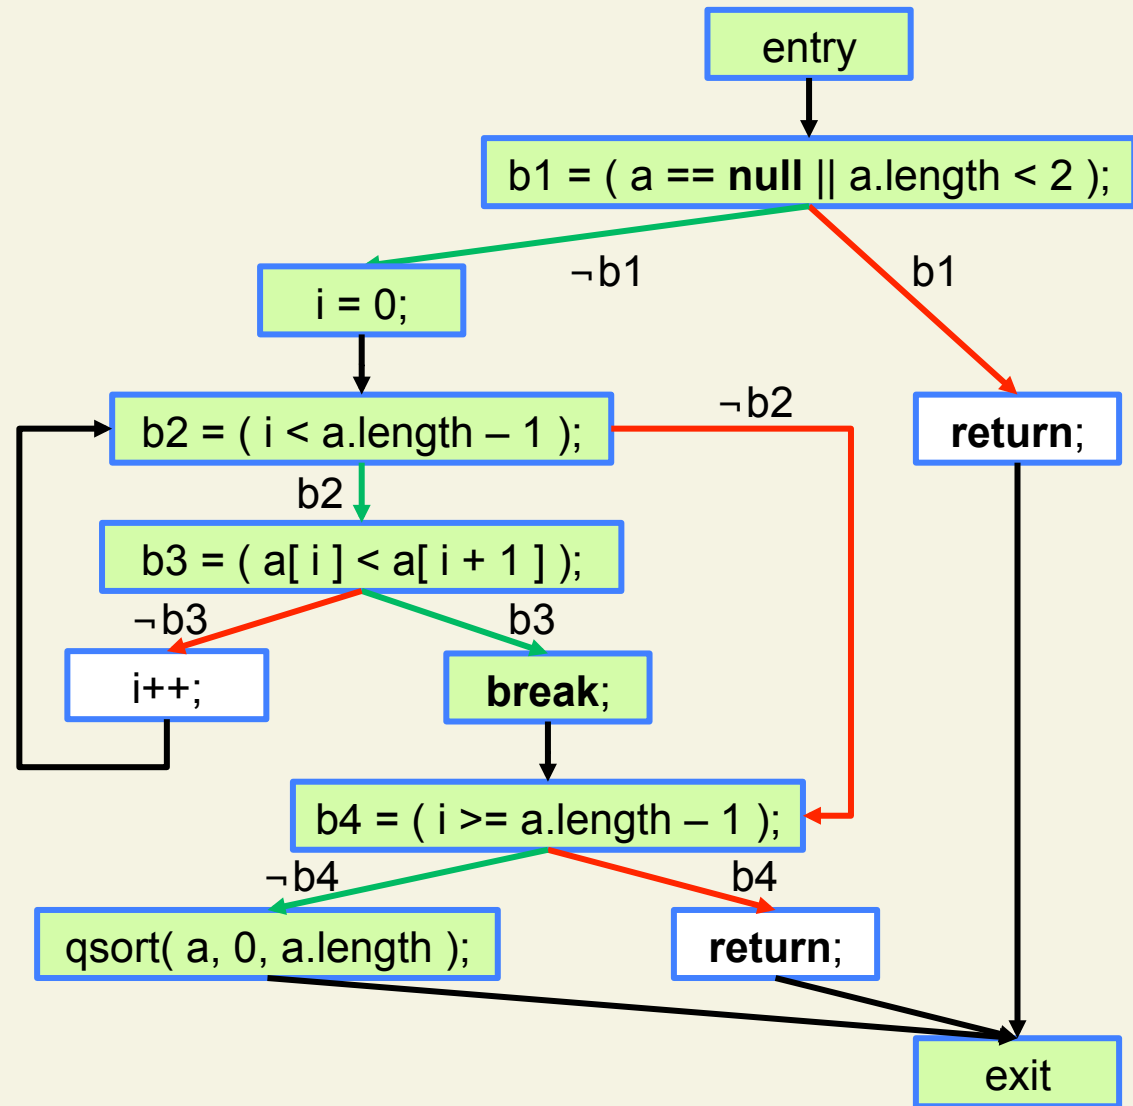 entry
b1 = ( a == null || a.length < 2 );
¬b1
b1
i = 0;
¬b2
b2 = ( i < a.length – 1 );
return;
b2
b3 = ( a[ i ] < a[ i + 1 ] );
¬b3
b3
i++;
break;
b4 = ( i >= a.length – 1 );
¬b4
b4
qsort( a, 0, a.length );
return;
exit